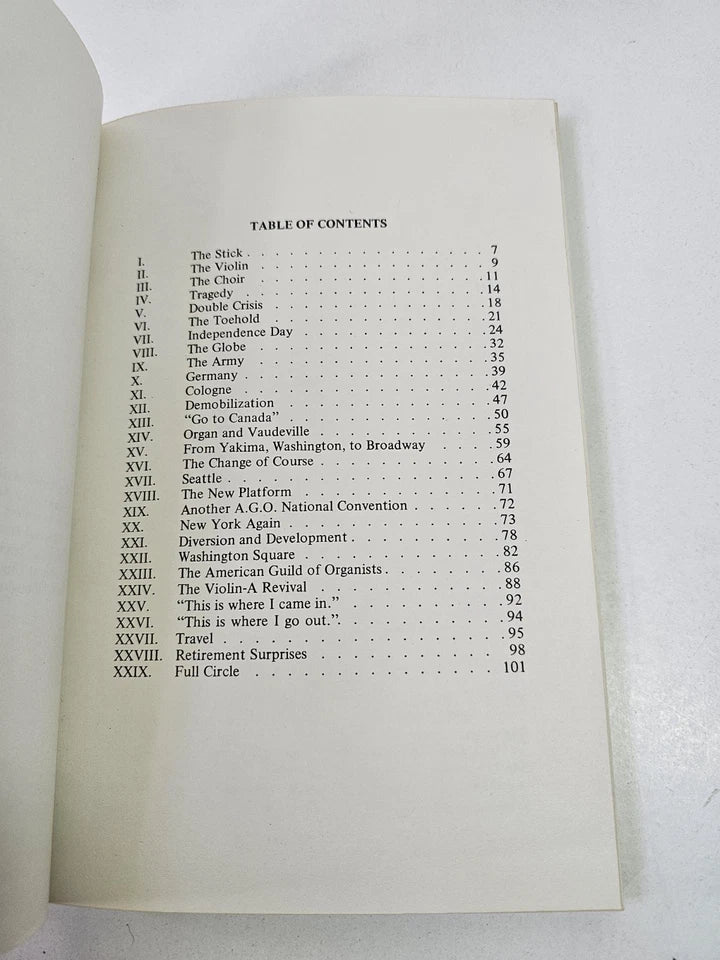 TABLE OF CONTENTS
I. The Stick . . . . . . . . . . . . . . . . 7
II. The Violin . . . . . . . . . . . . . . . . 9
III. The Choir . . . . . . . . . . . . . . . . 11
IV. Tragedy . . . . . . . . . . . . . . . . 14
V. Double Crisis . . . . . . . . . . . . . . . 18
VI. The Toehold . . . . . . . . . . . . . . . 21
VII. Independence Day . . . . . . . . . . . . . 24
VIII. The Globe . . . . . . . . . . . . . . . . 32
IX. The Army . . . . . . . . . . . . . . . . 35
X. Germany . . . . . . . . . . . . . . . . 39
XI. Cologne . . . . . . . . . . . . . . . . 42
XII. Demobilization . . . . . . . . . . . . . . 47
XIII. “Go to Canada” . . . . . . . . . . . . . 50
XIV. Organ and Vaudeville . . . . . . . . . . . . 55
XV. From Yakima, Washington, to Broadway . . . . 59
XVI. The Change of Course . . . . . . . . . . . . 64
XVII. Seattle . . . . . . . . . . . . . . . . . 67
XVIII. The New Platform . . . . . . . . . . . . . 71
XIX. Another A.G.O. National Convention . . . . . 72
XX. New York Again . . . . . . . . . . . . . . 73
XXI. Diversion and Development . . . . . . . . . . 78
XXII. Washington Square . . . . . . . . . . . . . 82
XXIII. The American Guild of Organists . . . . . . . 86
XXIV. The Violin-A Revival . . . . . . . . . . . . 88
XXV. “This is where I came in.” . . . . . . . . . . 92
XXVI. “This is where I go out.”. . . . . . . . . . . 94
XXVII. Travel . . . . . . . . . . . . . . . . . 95
XXVIII. Retirement Surprises . . . . . . . . . . . . 98
XXIX. Full Circle . . . . . . . . . . . . . . . 101